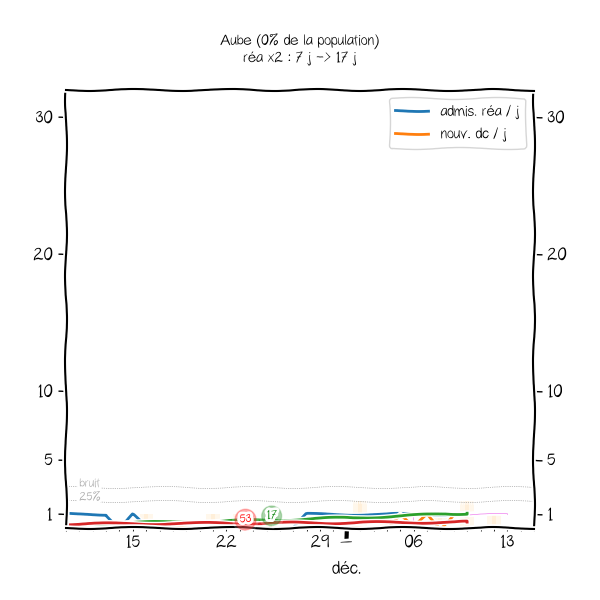 Aube (0% de la population)
réa x2 : 7 j -> 17 j
admis. réa / j
nouv. dc / j
30 30
20 20
10 10
5 5
bruit
25%
1 1
53 17
15 22 29 1 06 13
déc.